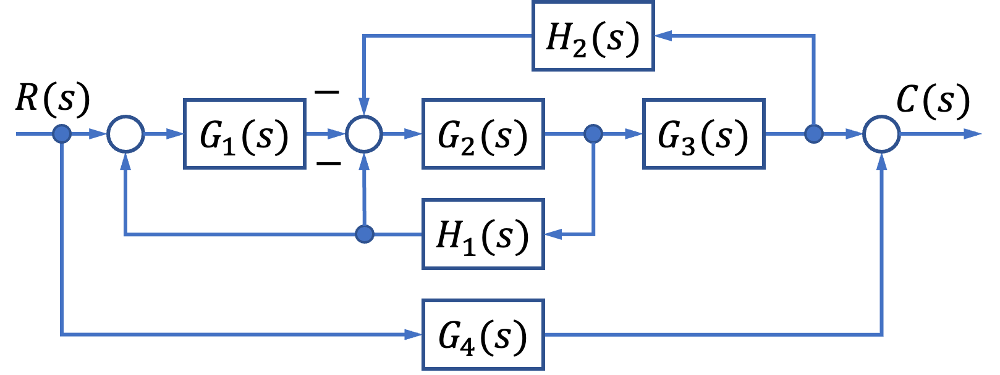 H₂(s)
R(s)
C(s)
−
G₁(s)
G₂(s)
G₃(s)
−
H₁(s)
G₄(s)